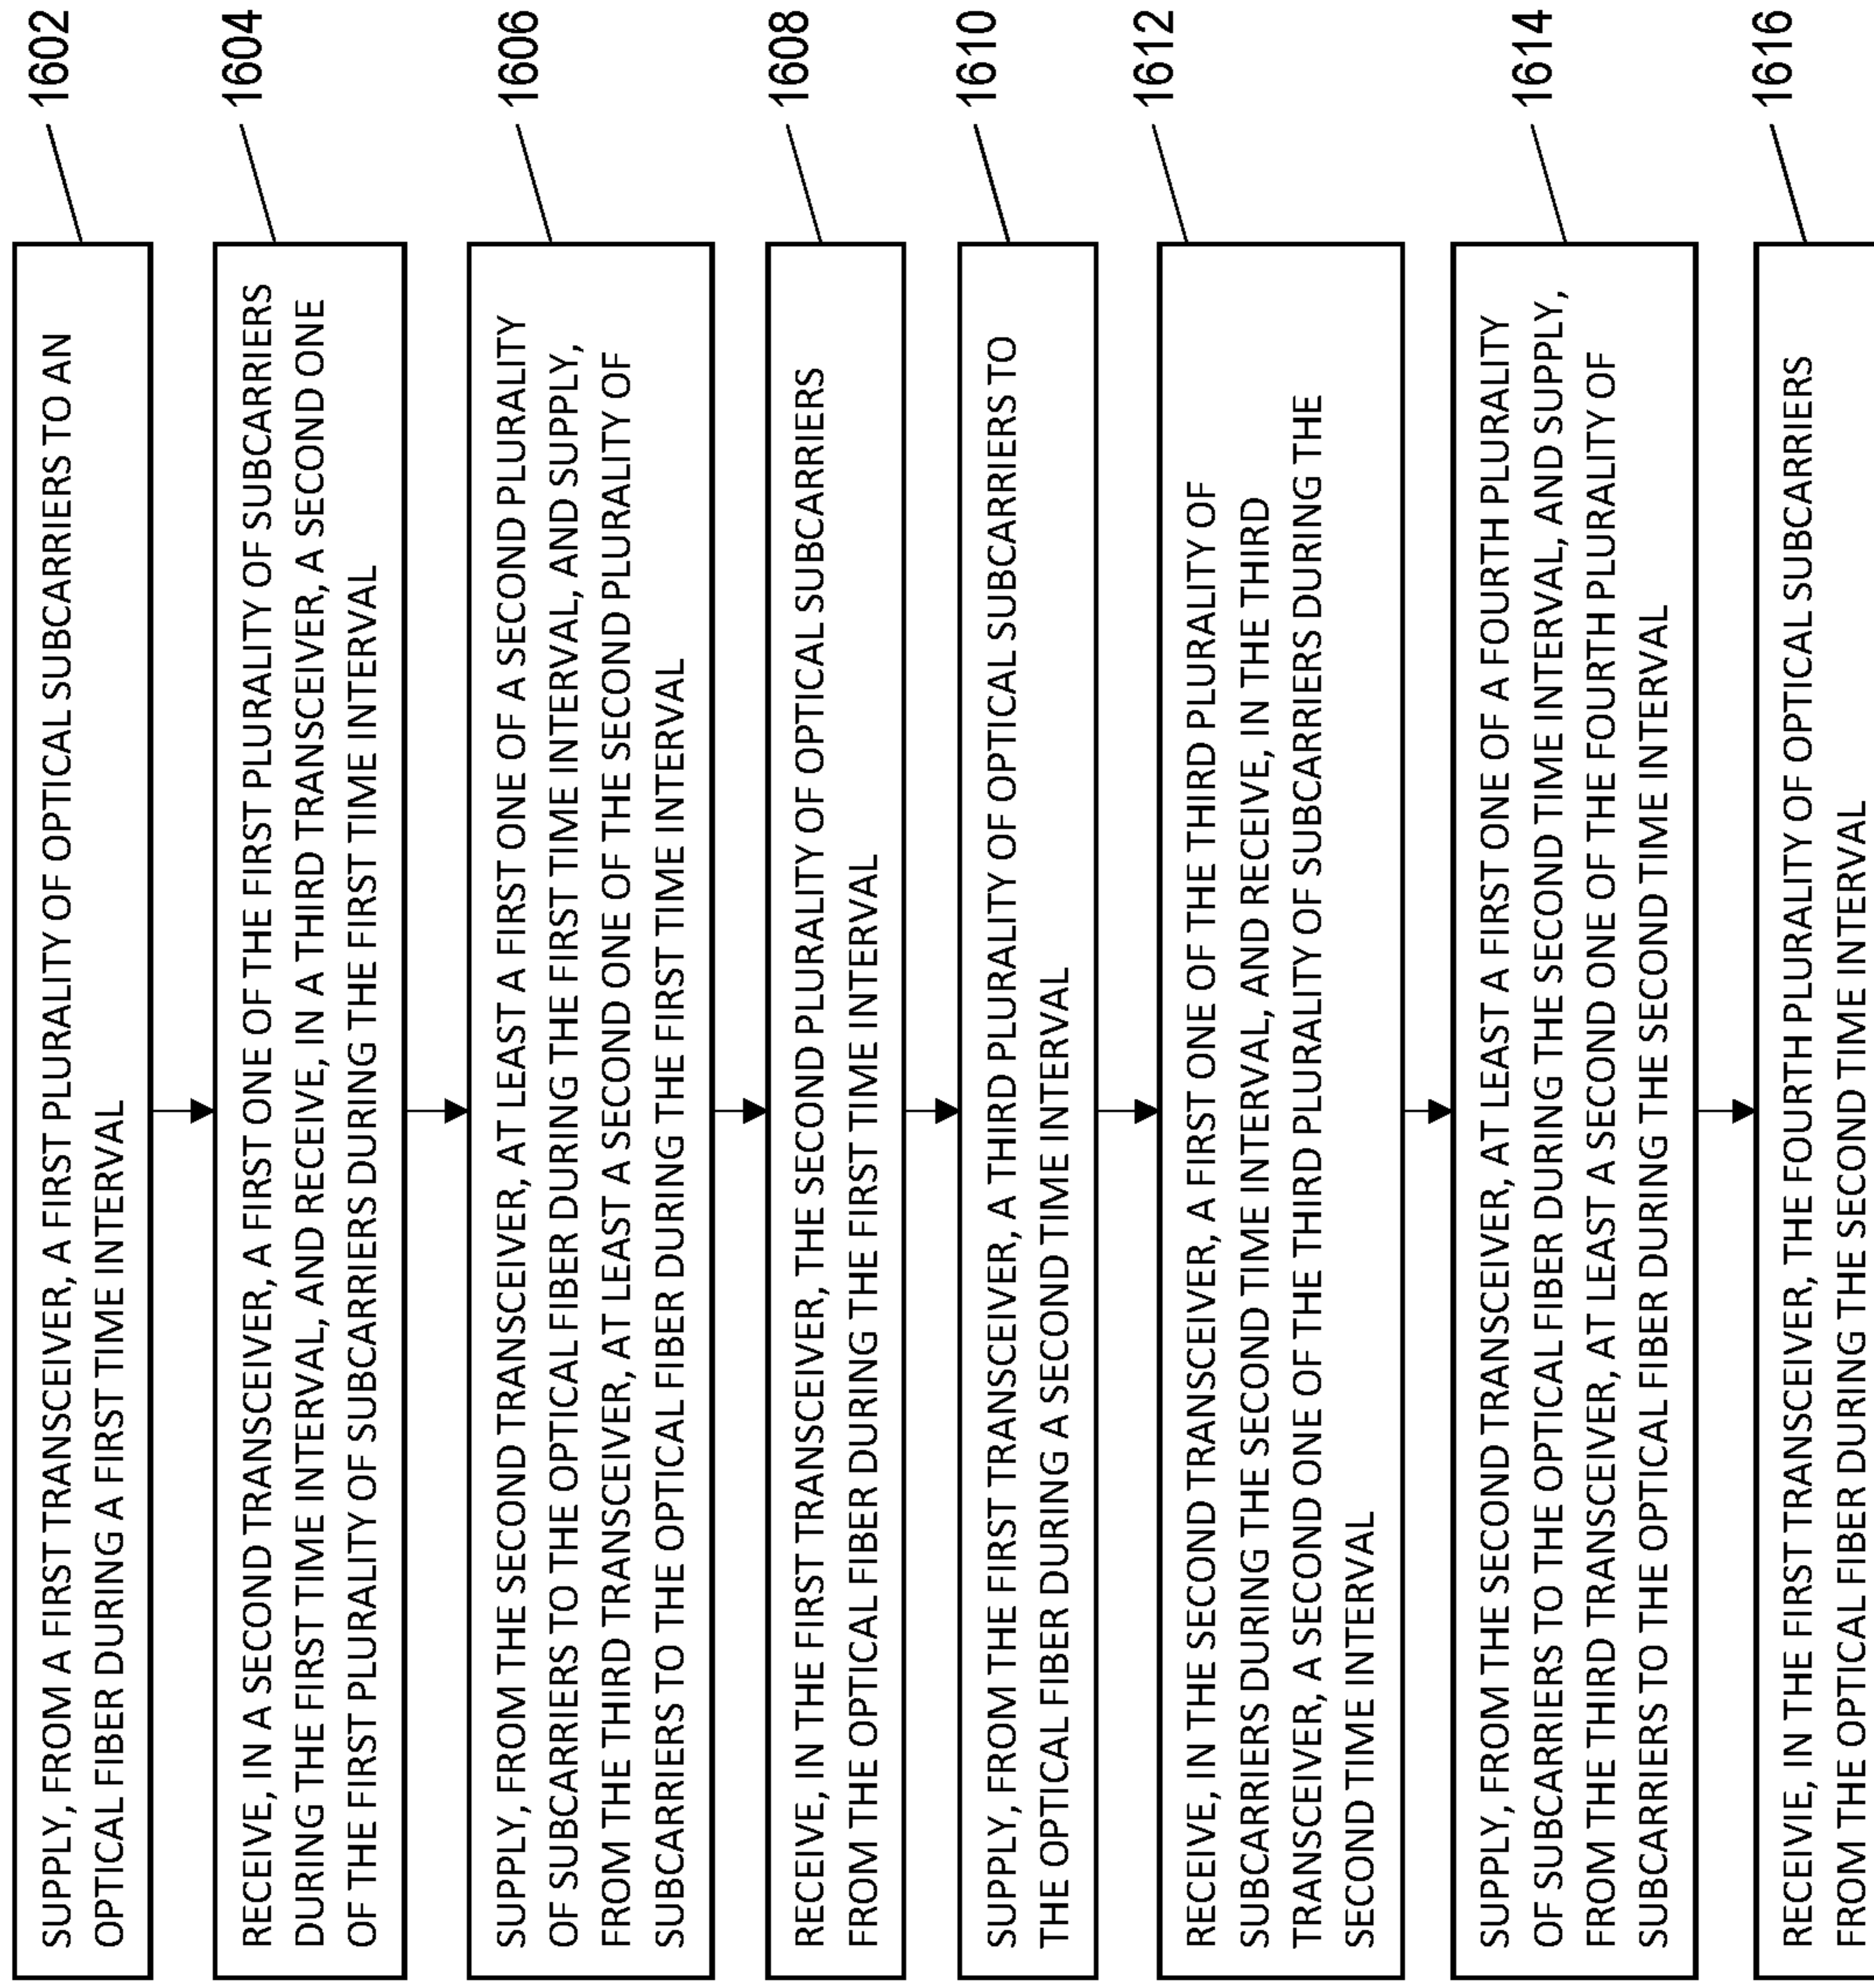 1602
SUPPLY, FROM A FIRST TRANSCEIVER, A FIRST PLURALITY OF OPTICAL SUBCARRIERS TO AN
OPTICAL FIBER DURING A FIRST TIME INTERVAL
1604
RECEIVE, IN A SECOND TRANSCEIVER, A FIRST ONE OF THE FIRST PLURALITY OF SUBCARRIERS
DURING THE FIRST TIME INTERVAL, AND RECEIVE, IN A THIRD TRANSCEIVER, A SECOND ONE
OF THE FIRST PLURALITY OF SUBCARRIERS DURING THE FIRST TIME INTERVAL
1606
SUPPLY, FROM THE SECOND TRANSCEIVER, AT LEAST A FIRST ONE OF A SECOND PLURALITY
OF SUBCARRIERS TO THE OPTICAL FIBER DURING THE FIRST TIME INTERVAL, AND SUPPLY,
FROM THE THIRD TRANSCEIVER, AT LEAST A SECOND ONE OF THE SECOND PLURALITY OF
SUBCARRIERS TO THE OPTICAL FIBER DURING THE FIRST TIME INTERVAL
1608
RECEIVE, IN THE FIRST TRANSCEIVER, THE SECOND PLURALITY OF OPTICAL SUBCARRIERS
FROM THE OPTICAL FIBER DURING THE FIRST TIME INTERVAL
1610
SUPPLY, FROM THE FIRST TRANSCEIVER, A THIRD PLURALITY OF OPTICAL SUBCARRIERS TO
THE OPTICAL FIBER DURING A SECOND TIME INTERVAL
1612
RECEIVE, IN THE SECOND TRANSCEIVER, A FIRST ONE OF THE THIRD PLURALITY OF
SUBCARRIERS DURING THE SECOND TIME INTERVAL, AND RECEIVE, IN THE THIRD
TRANSCEIVER, A SECOND ONE OF THE THIRD PLURALITY OF SUBCARRIERS DURING THE
SECOND TIME INTERVAL
1614
SUPPLY, FROM THE SECOND TRANSCEIVER, AT LEAST A FIRST ONE OF A FOURTH PLURALITY
OF SUBCARRIERS TO THE OPTICAL FIBER DURING THE SECOND TIME INTERVAL, AND SUPPLY,
FROM THE THIRD TRANSCEIVER, AT LEAST A SECOND ONE OF THE FOURTH PLURALITY OF
SUBCARRIERS TO THE OPTICAL FIBER DURING THE SECOND TIME INTERVAL
1616
RECEIVIE, IN THE FIRST TRANSCEIVER, THE FOURTH PLURALITY OF OPTICAL SUBCARRIERS
FROM THE OPTICAL FIBER DURING THE SECOND TIME INTERVAL